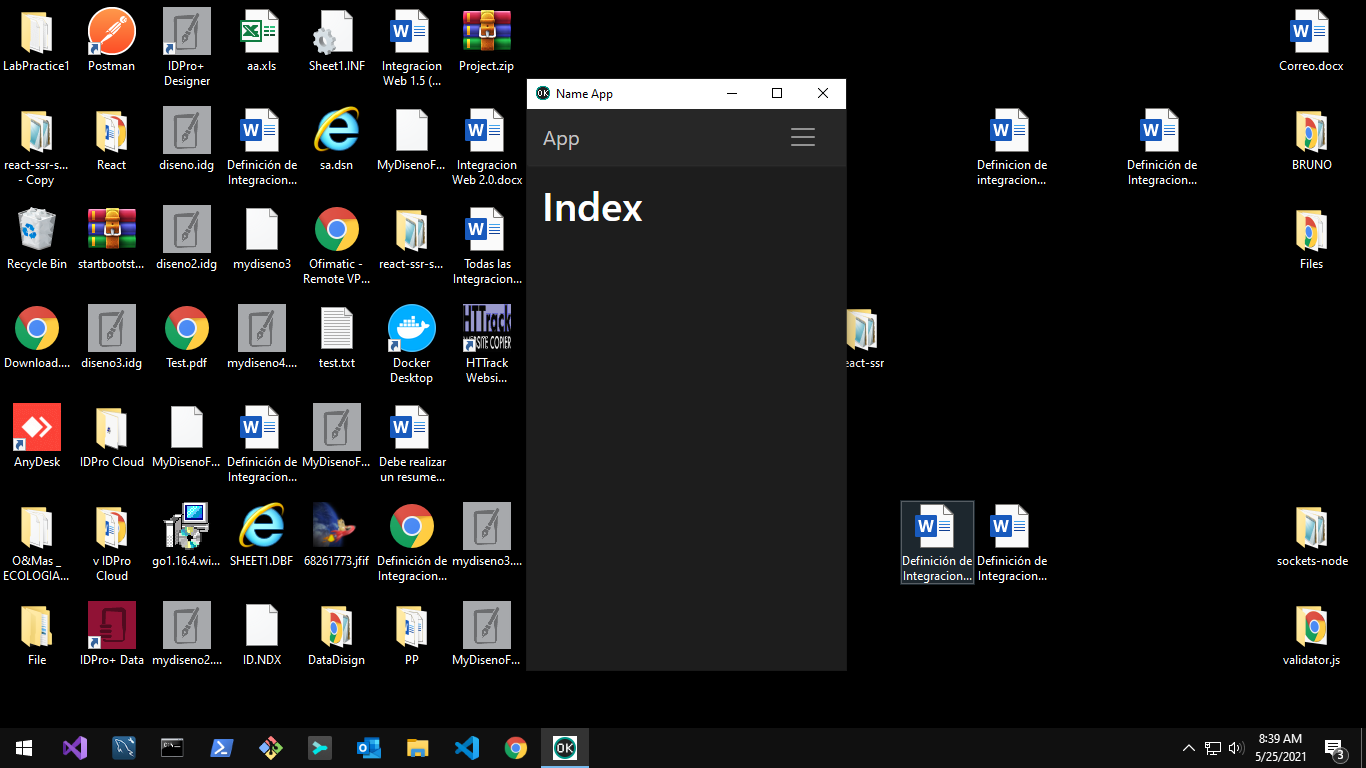 LabPractice1
Postman
IDPro+
Designer
aa.xls
Sheet1.INF
Integracion
Web 1.5 (...
Project.zip
Correo.docx
Name App
App
Index
react-ssr-s...
- Copy
React
diseno.idg
Definición de
Integracion...
sa.dsn
MyDisenoF...
Integracion
Web 2.0.docx
Definicion de
integracion...
Definición de
Integracion...
BRUNO
Recycle Bin
startbootst...
diseno2.idg
mydiseno3
Ofimatic -
Remote VP...
react-ssr-s...
Todas las
Integracion...
Files
Download....
diseno3.idg
Test.pdf
mydiseno4....
test.txt
Docker
Desktop
HTTrack
WEBSITE COPIER
HTTrack
Websi...
eact-ssr
AnyDesk
IDPro Cloud
MyDisenoF...
Definición de
Integracion...
MyDisenoF...
Debe realizar
un resume...
O&Mas _
ECOLOGIA...
v IDPro
Cloud
go1.16.4.wi...
SHEET1.DBF
68261773.jfif
Definición de
Integracion...
mydiseno3....
Definición de
Integracion...
Definición de
Integracion...
sockets-node
File
IDPro+ Data
mydiseno2....
ID.NDX
DataDisign
PP
MyDisenoF...
validator.js
OK
8:39 AM
5/25/2021
3